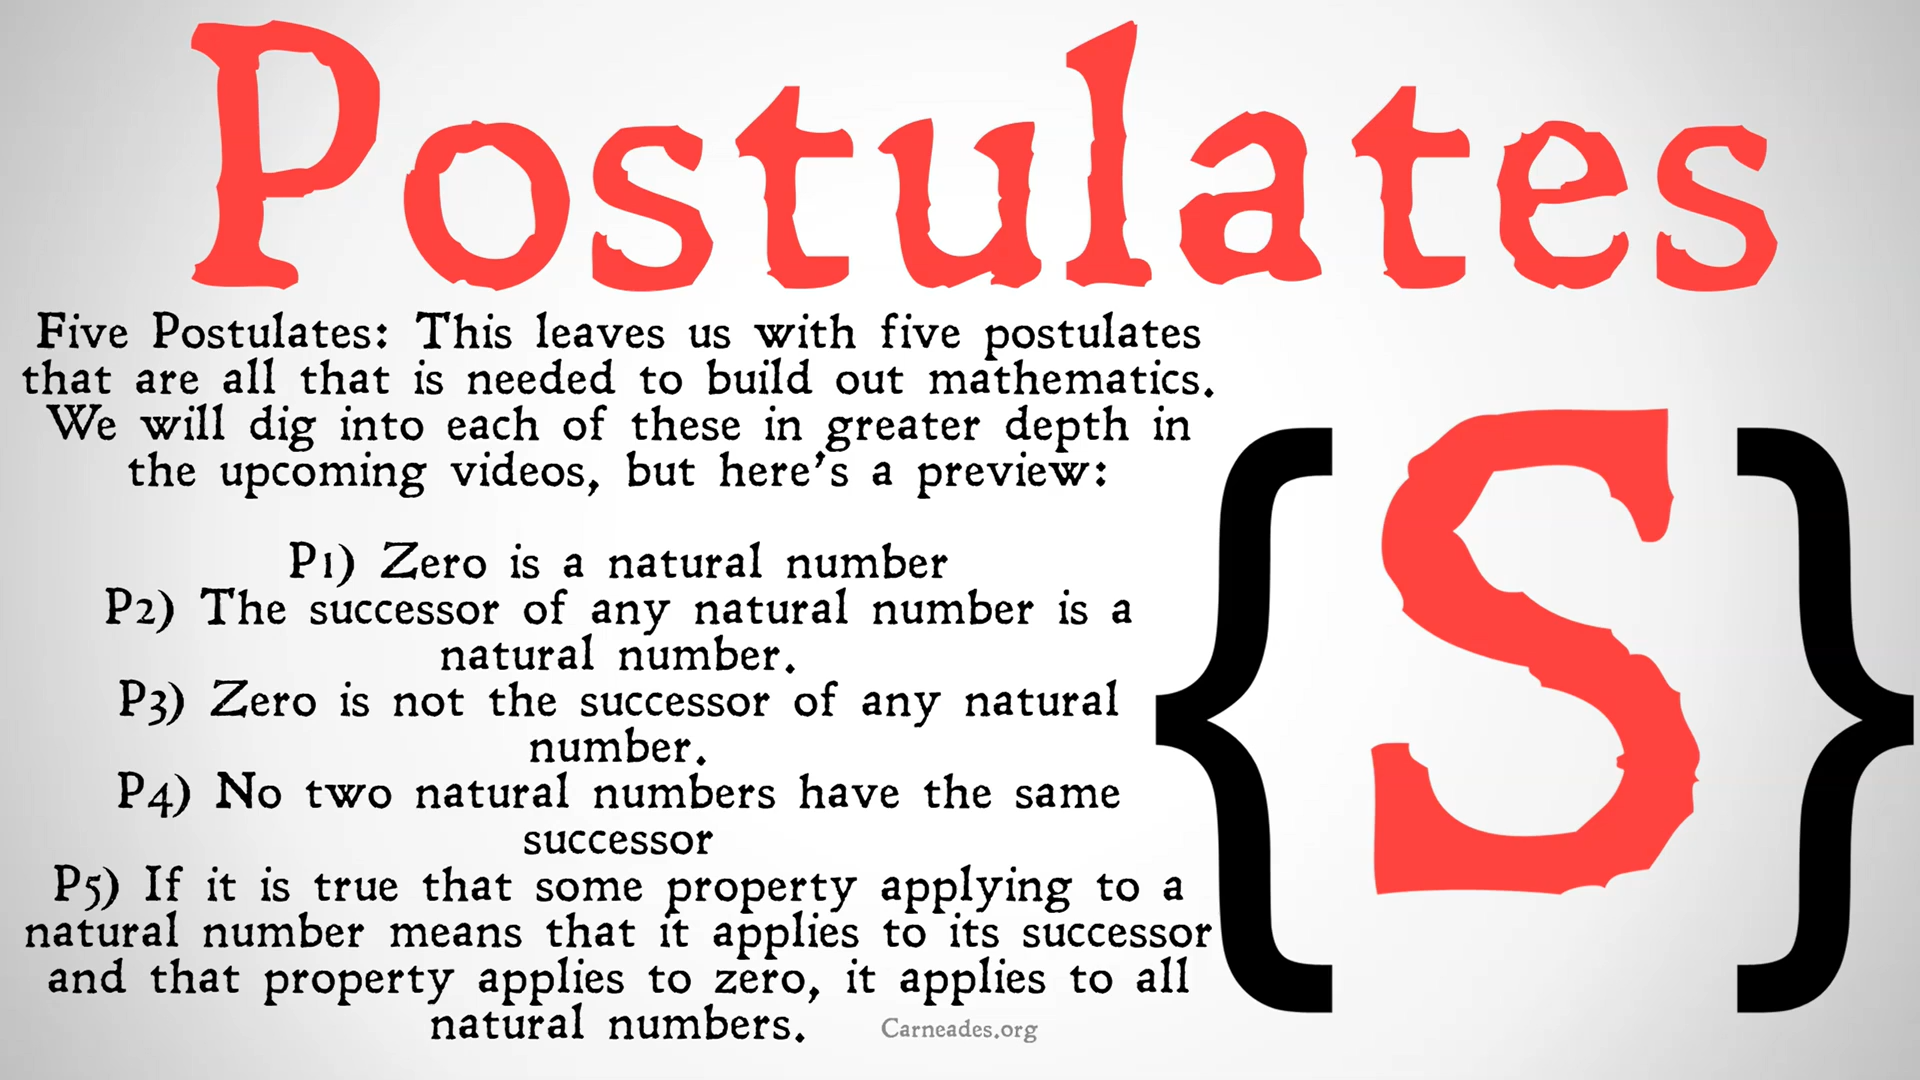 Postulates
Five Postulates: This leaves us with five postulates
that are all that is needed to build out mathematics.
We will dig into each of these in greater depth in
the upcoming videos, but here's a preview:
P1) Zero is a natural number
P2) The successor of any natural number is a
natural number.
P3) Zero is not the successor of any natural
number.
P4) No two natural numbers have the same
successor
P5) If it is true that some property applying to a
natural number means that it applies to its successor
and that property applies to zero, it applies to all
natural numbers.
Carneades.org
{S}